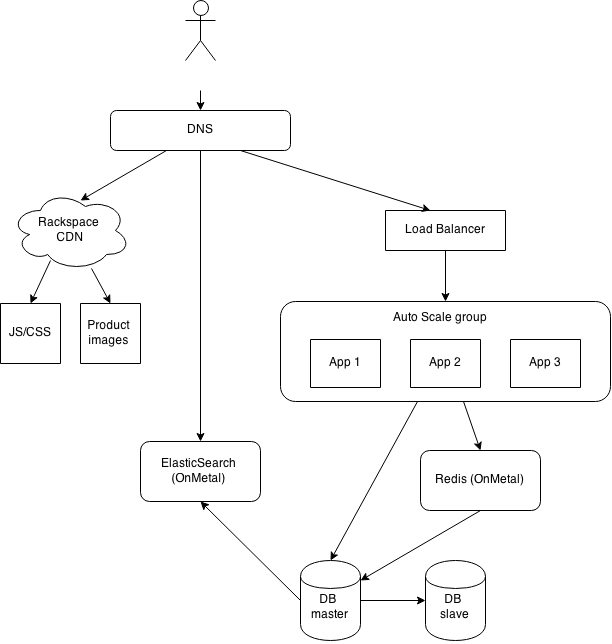 DNS
Rackspace
CDN
Load Balancer
JS/CSS
Product
images
Auto Scale group
App 1
App 2
App 3
ElasticSearch
(OnMetal)
Redis (OnMetal)
DB
master
DB
slave